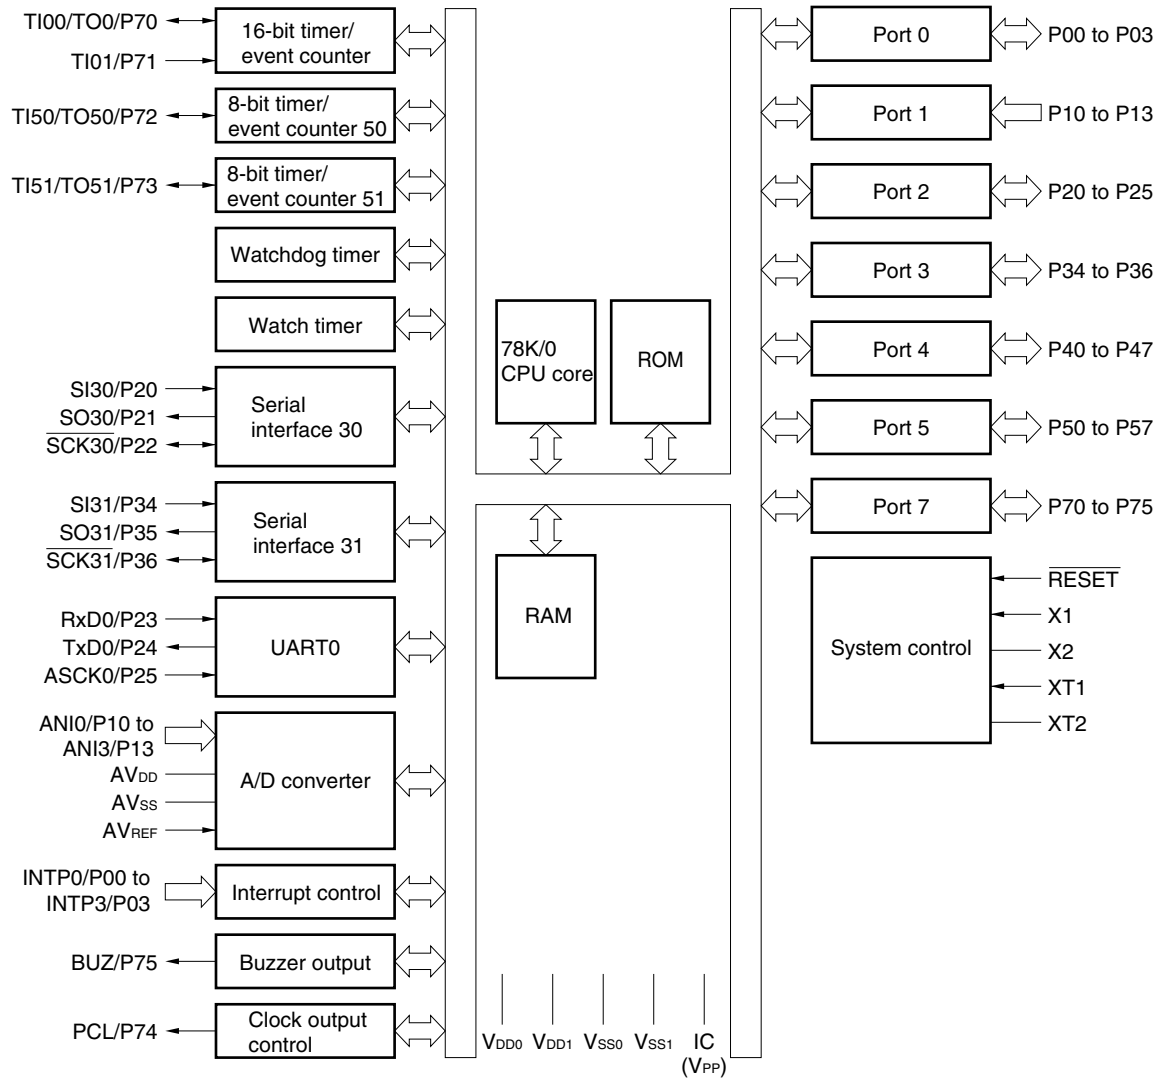 TI00/TO0/P70
TI01/P71
16-bit timer/
event counter
TI50/TO50/P72
8-bit timer/
event counter 50
TI51/TO51/P73
8-bit timer/
event counter 51
Watchdog timer
Watch timer
SI30/P20
SO30/P21
SCK30/P22
Serial
interface 30
SI31/P34
SO31/P35
SCK31/P36
Serial
interface 31
RxD0/P23
TxD0/P24
ASCK0/P25
UART0
ANI0/P10 to
ANI3/P13
AVDD
AVSS
AVREF
A/D converter
INTP0/P00 to
INTP3/P03
Interrupt control
BUZ/P75
Buzzer output
PCL/P74
Clock output
control
78K/0
CPU core
ROM
RAM
VDD0 VDD1 VSS0 VSS1 IC
(VPP)
Port 0
P00 to P03
Port 1
P10 to P13
Port 2
P20 to P25
Port 3
P34 to P36
Port 4
P40 to P47
Port 5
P50 to P57
Port 7
P70 to P75
System control
RESET
X1
X2
XT1
XT2